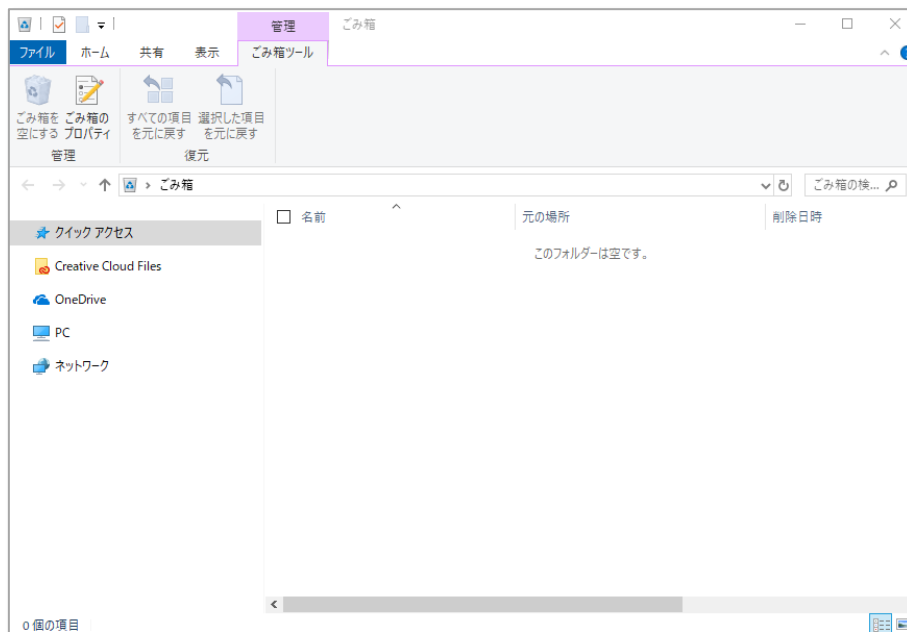 管理
ごみ箱
ファイル
ホーム
共有
表示
ごみ箱ツール
ごみ箱を
空にする
ごみ箱の
プロパティ
すべての項目
を元に戻す
選択した項目
を元に戻す
管理
復元
ごみ箱
ごみ箱の検...
クイック アクセス
Creative Cloud Files
OneDrive
PC
ネットワーク
名前
元の場所
削除日時
このフォルダーは空です。
0 個の項目